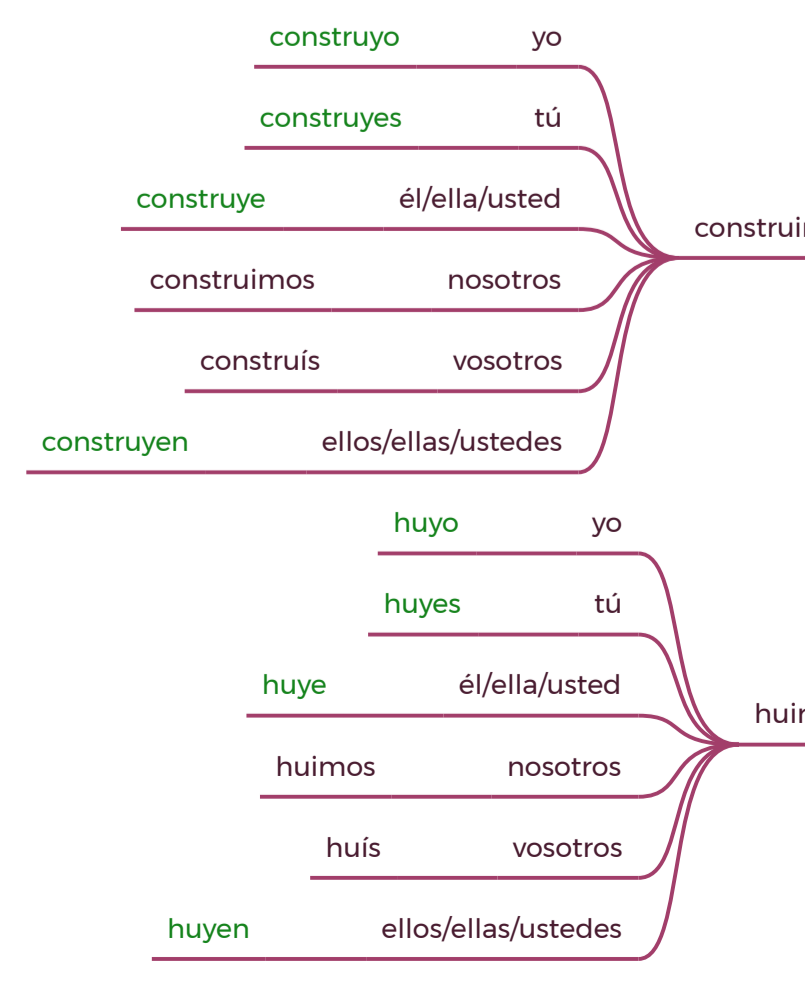 construyo yo
construyes tú
construye él/ella/usted
construir
construimos nosotros
construís vosotros
construyen ellos/ellas/ustedes
huyo yo
huyes tú
huye él/ella/usted
huir
huimos nosotros
huís vosotros
huyen ellos/ellas/ustedes